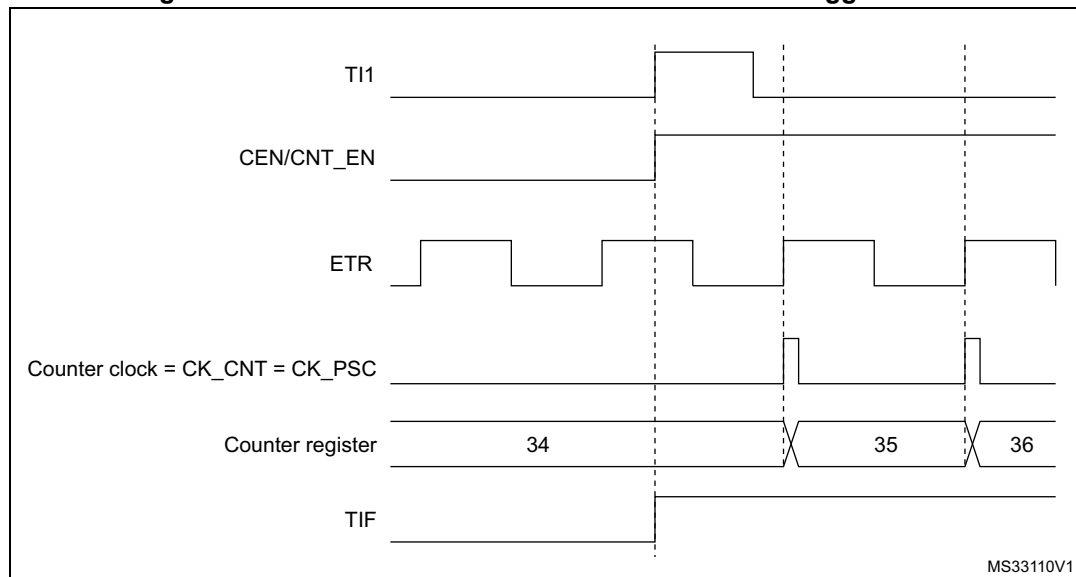 TI1
CEN/CNT_EN
ETR
Counter clock = CK_CNT = CK_PSC
Counter register 34 35 36
TIF
MS33110V1